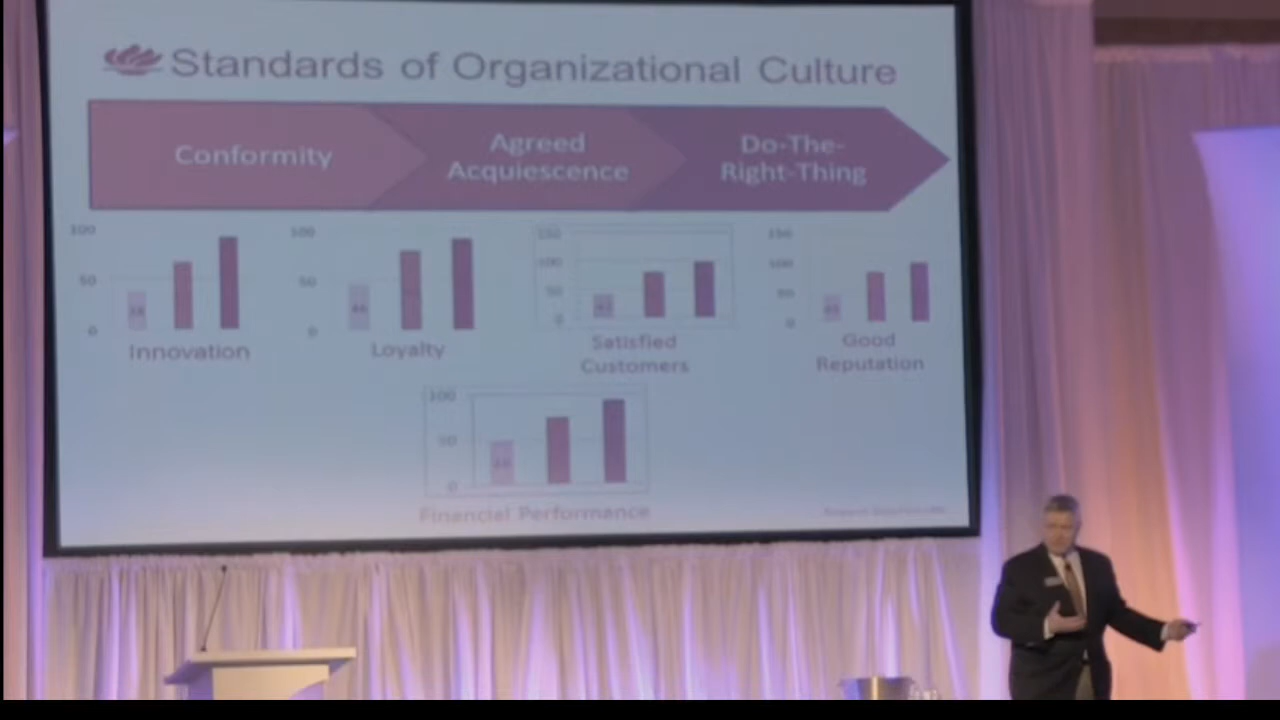 Standards of Organizational Culture
Conformity
Agreed
Acquiescence
Do-The-
Right-Thing
100
50
0
Innovation
100
50
0
Loyalty
150
100
50
0
Satisfied
Customers
150
100
50
0
Good
Reputation
100
50
0
Financial Performance